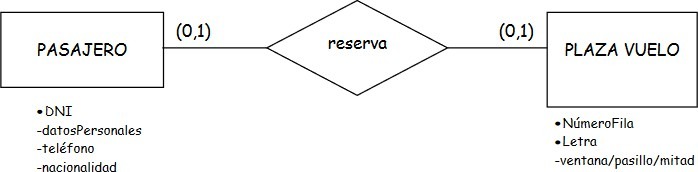 PASAJERO
(0,1)
reserva
(0,1)
PLAZA VUELO
•DNI
-datosPersonales
-teléfono
-nacionalidad
•NúmeroFila
•Letra
-ventana/pasillo/mitad